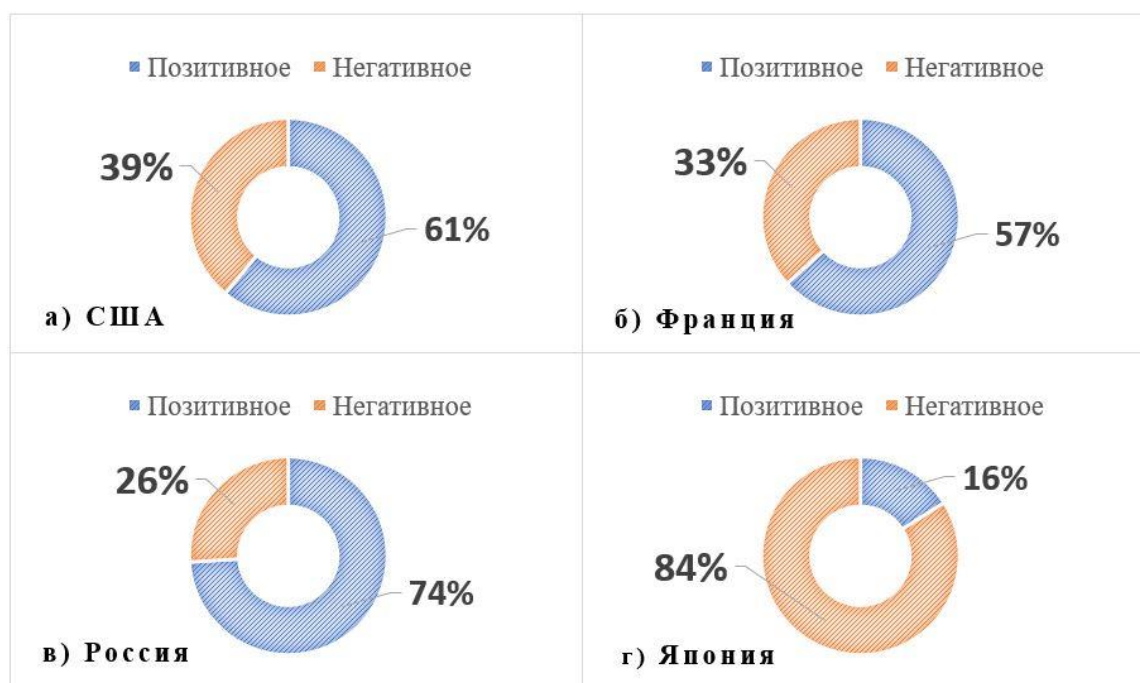 Позитивное Негативное
39%
61%
а) США
Позитивное Негативное
33%
57%
б) Франция
Позитивное Негативное
26%
74%
в) Россия
Позитивное Негативное
16%
84%
г) Япония